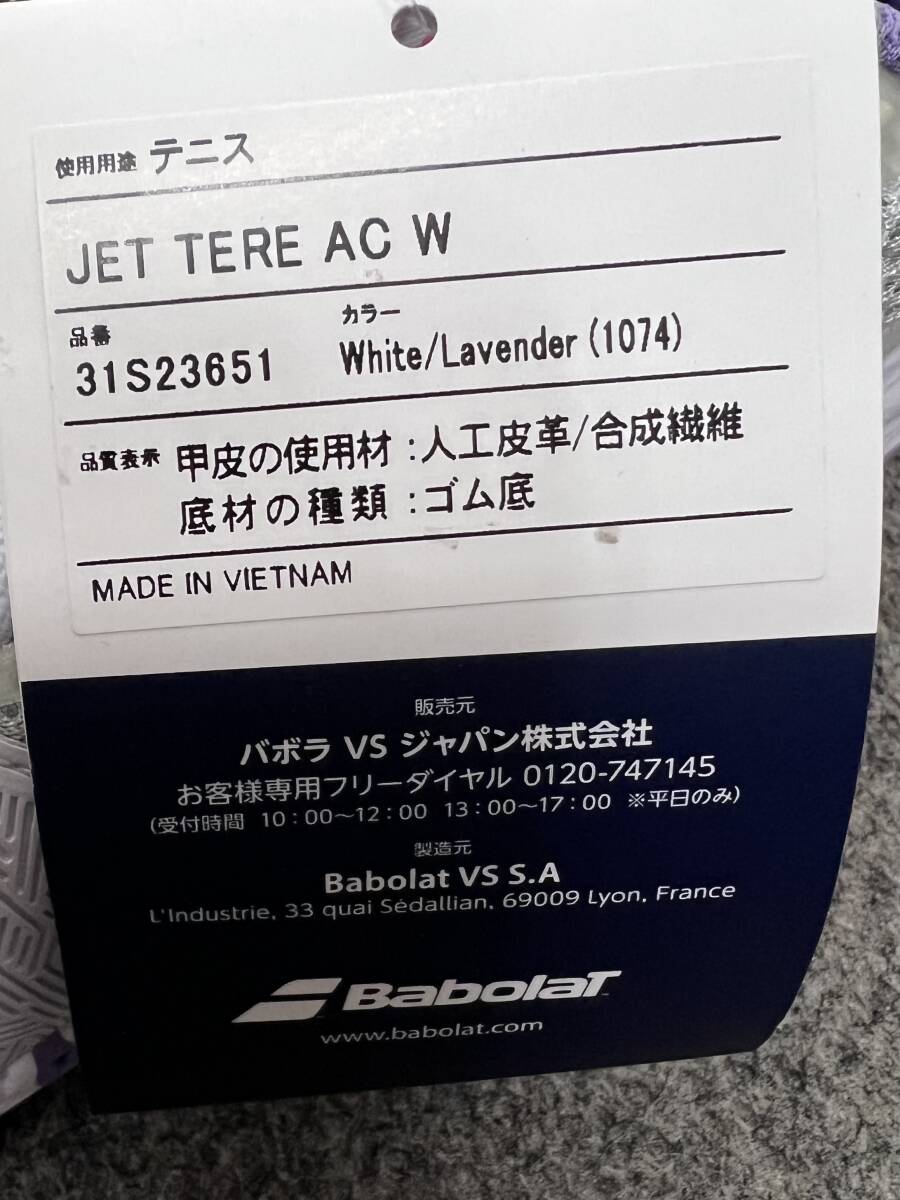 使用用途 テニス
JET TERE AC W
品番 カラー
31S23651 White/Lavender (1074)
品質表示 甲皮の使用材:人工皮革/合成繊維
底材の種類:ゴム底
MADE IN VIETNAM
販売元
バボラ VS ジャパン株式会社
お客様専用フリーダイヤル 0120-747145
(受付時間 10:00〜12:00 13:00〜17:00 ※平日のみ)
製造元
Babolat VS S.A
L'Industrie, 33 quai Sédallian, 69009 Lyon, France
Babolat
www.babolat.com